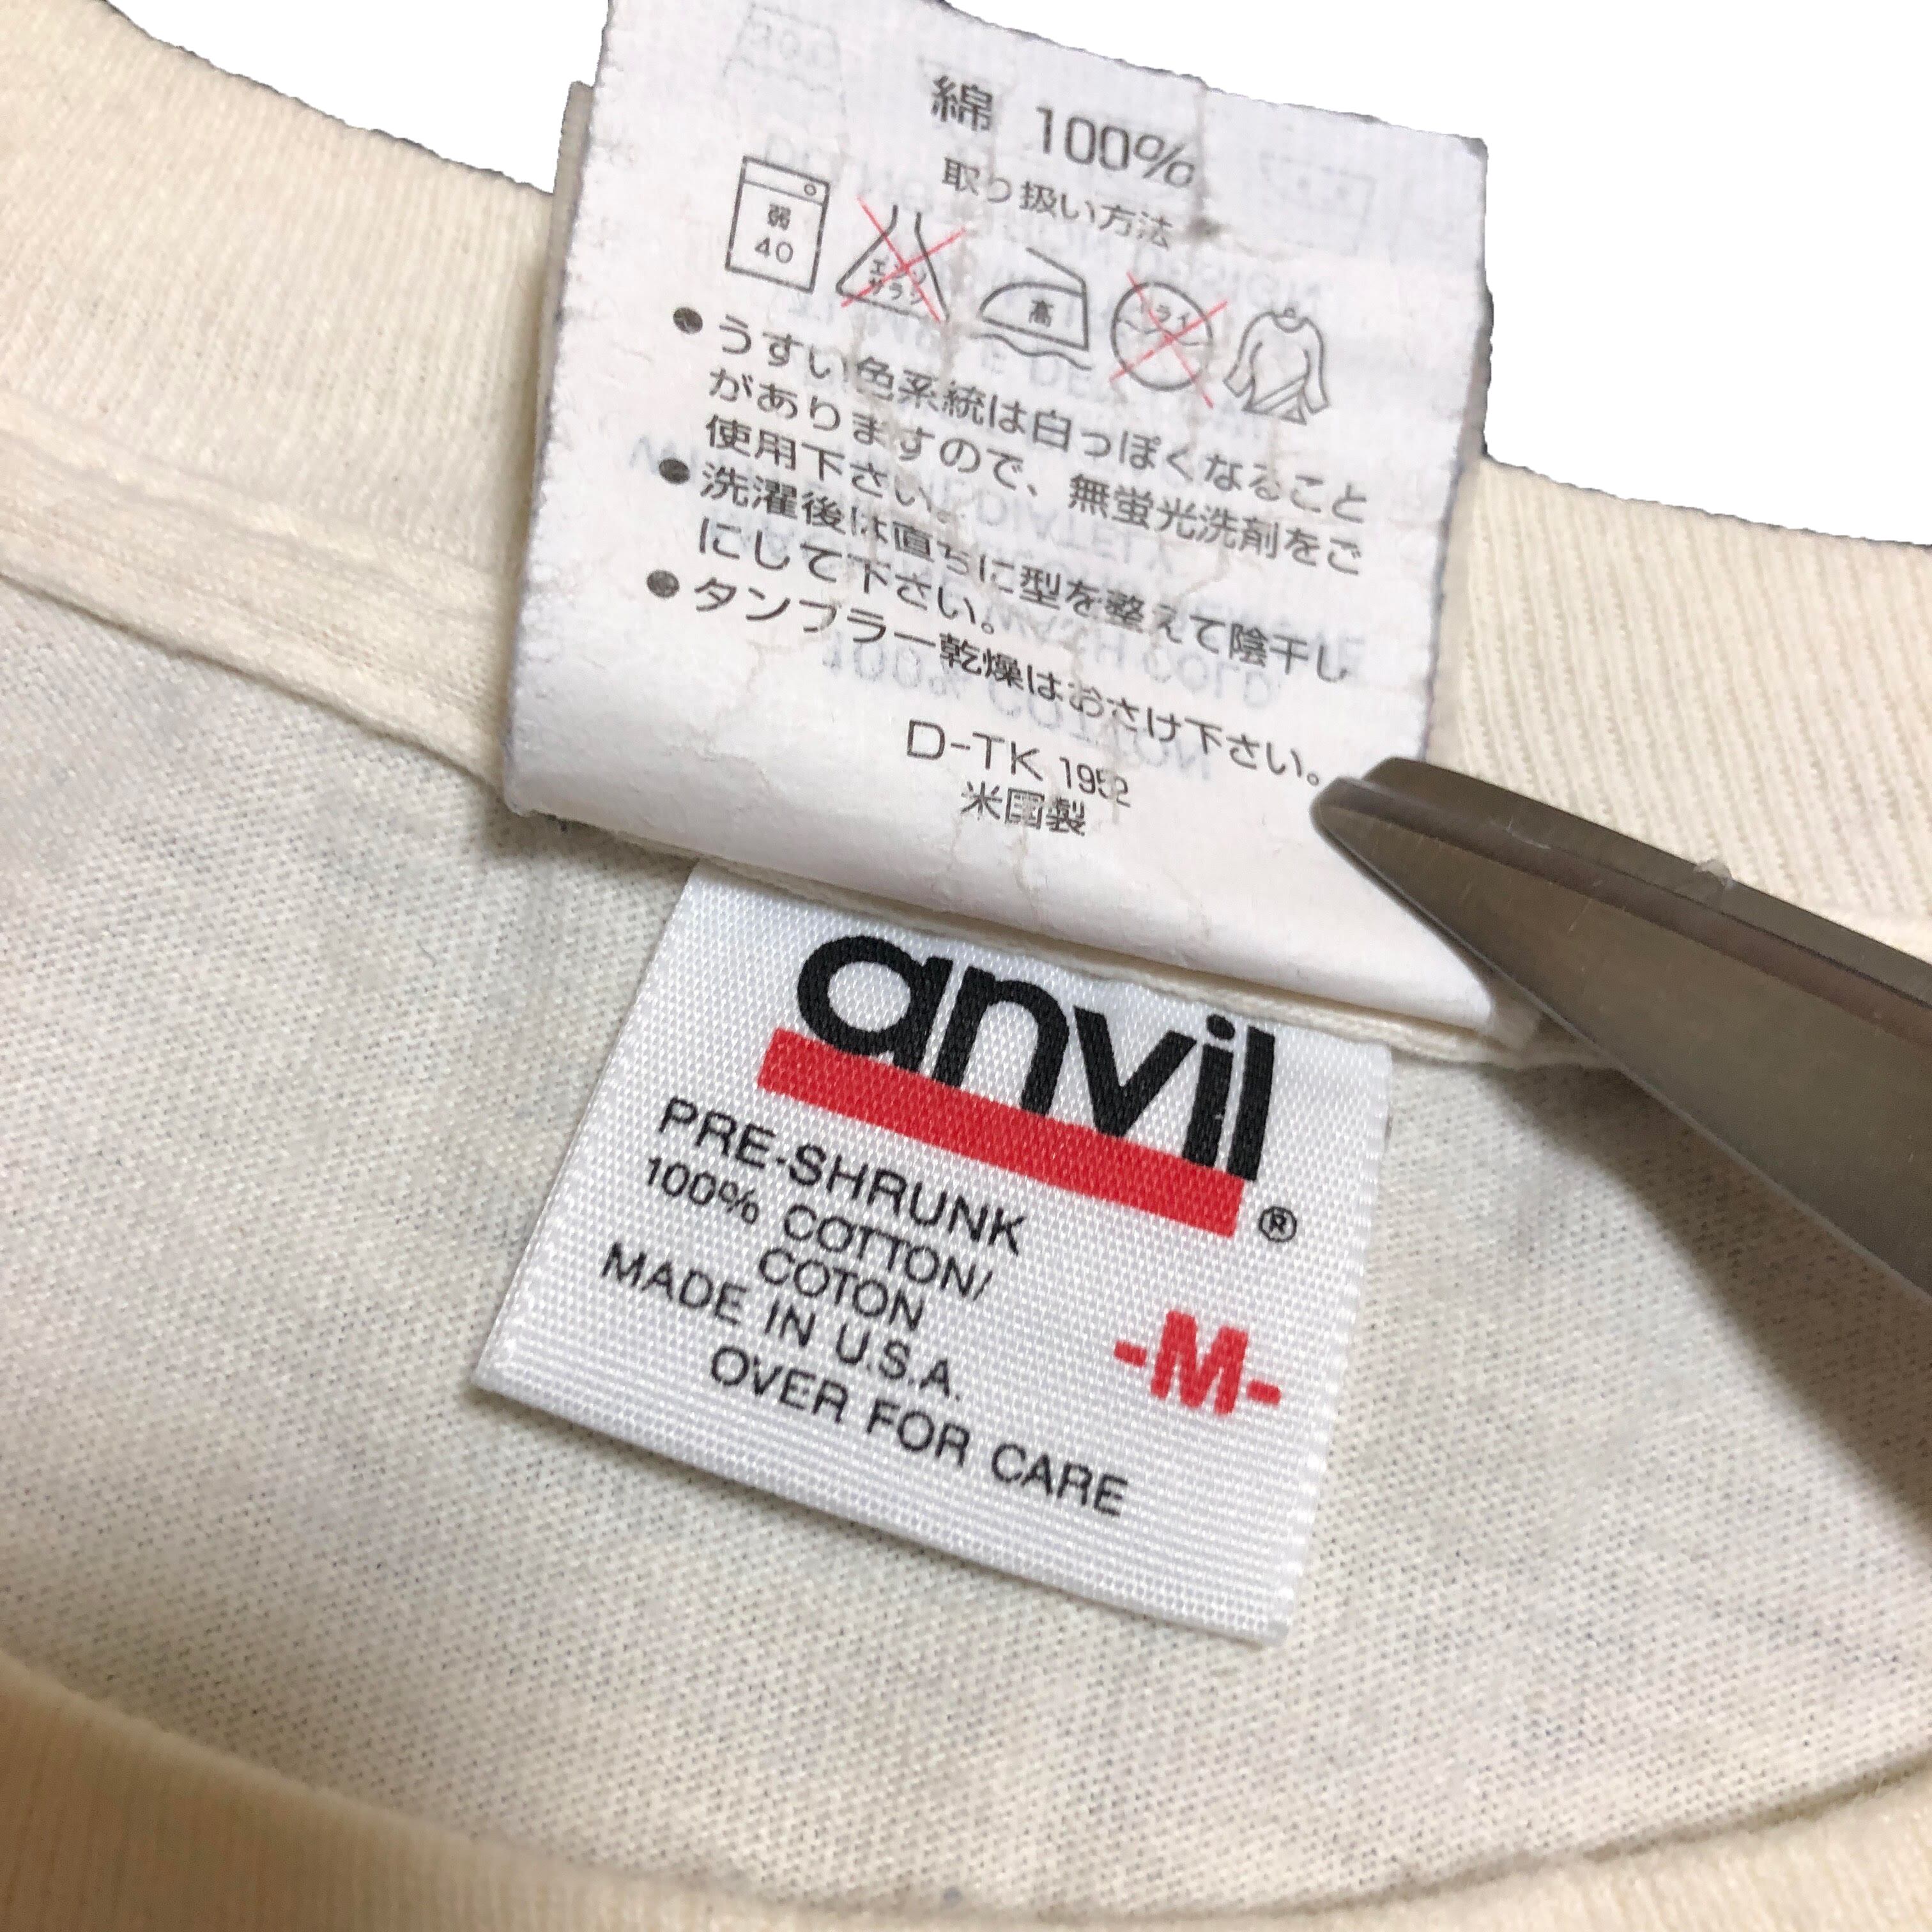 綿 100%
取り扱い方法
弱
40
エンソ
サラシ
高
ドライ
● うすい色系統は白っぽくなること
がありますので、無蛍光洗剤をご
使用下さい。
● 洗濯後は直ちに型を整えて陰干し
にして下さい。
● タンブラー乾燥はおさけ下さい。
D-TK 1952
米国製
anvil
®
PRE-SHRUNK
100% COTTON/
COTON
MADE IN U.S.A.
-M-
OVER FOR CARE